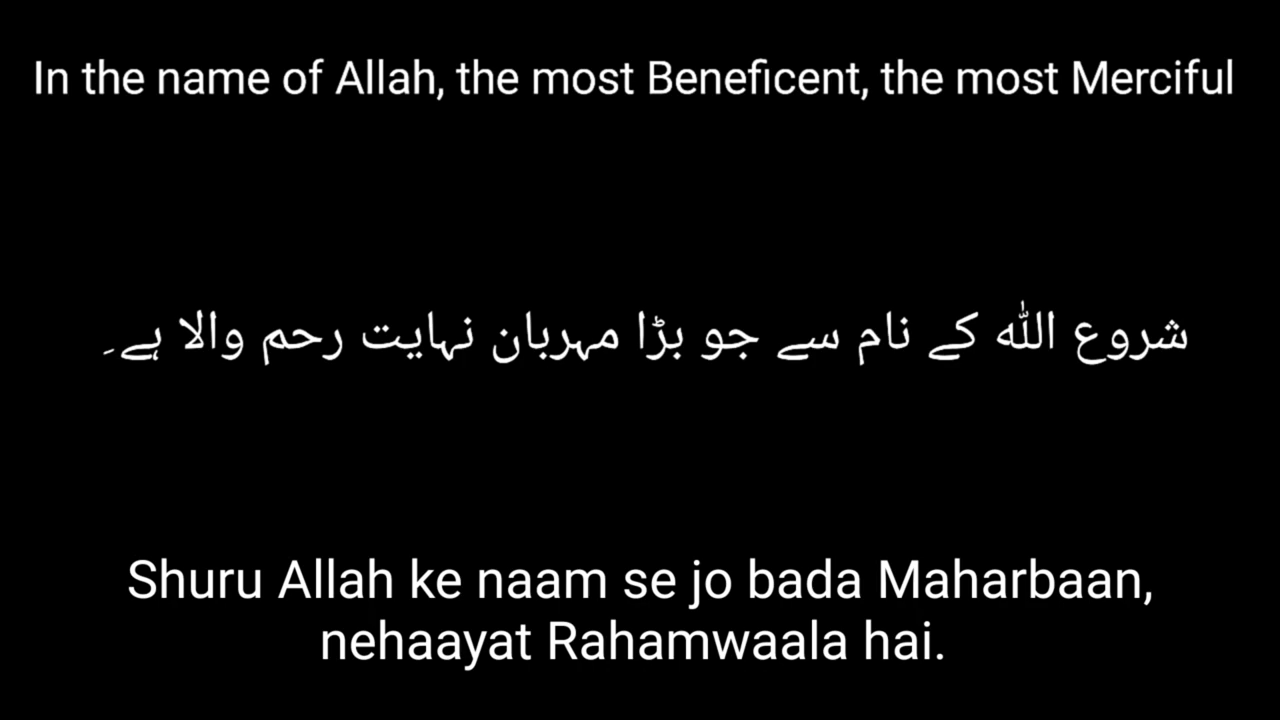 In the name of Allah, the most Beneficent, the most Merciful
شروع الله کے نام سے جو بڑا مہربان نہایت رحم والا ہے۔
Shuru Allah ke naam se jo bada Maharbaan,
nehaayat Rahamwaala hai.